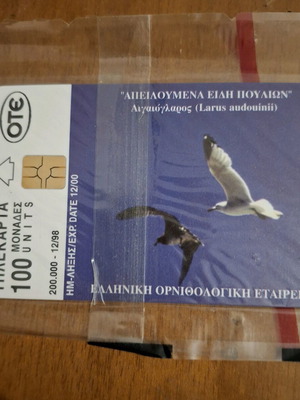 "ΑΠΕΙΛΟΥΜΕΝΑ ΕΙΔΗ ΠΟΥΛΙΩΝ"
Αιγαιόγλαρος (Larus audouinii)
ΟΤΕ
ΤΗΛΕΚΑΡΤΑ
100 ΜΟΝΑΔΕΣ
UNITS
200.000 - 12/98
ΗΜ-ΛΗΞΗΣ/EXP. DATE 12/00
ΕΛΛΗΝΙΚΗ ΟΡΝΙΘΟΛΟΓΙΚΗ ΕΤΑΙΡΕΙ